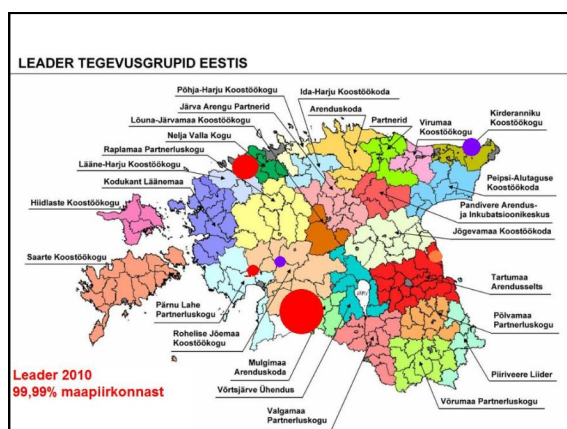 LEADER TEGEVUSGRUPID EESTIS
Põhja-Harju Koostöökogu
Ida-Harju Koostöökoda
Järva Arengu Partnerid
Arenduskoda
Kirderanniku
Koostöökogu
Lõuna-Järvamaa Koostöökogu
Partnerid
Virumaa
Koostöökogu
Nelja Valla Kogu
Raplamaa Partnerluskogu
Lääne-Harju Koostöökogu
Kodukant Läänemaa
Peipsi-Alutaguse
Koostöökoda
Hiidlaste Koostöökogu
Pandivere Arendus-
ja Inkubatsioonikeskus
Jõgevamaa Koostöökoda
Saarte Koostöökogu
Tartumaa
Arendusselts
Pärnu Lahe
Partnerluskogu
Põlvamaa
Partnerluskogu
Rohelise Jõemaa
Koostöökogu
Mulgimaa
Arenduskoda
Piiriveere Liider
Leader 2010
99,99% maapiirkonnast
Võrtsjärve Ühendus
Võrumaa Partnerluskogu
Valgamaa
Partnerluskogu